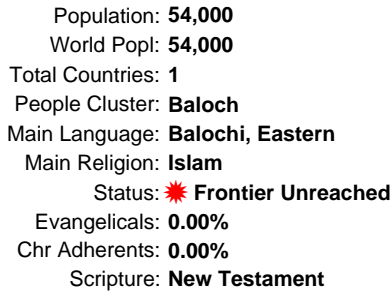 Population: 54,000
World Popl: 54,000
Total Countries: 1
People Cluster: Baloch
Main Language: Balochi, Eastern
Main Religion: Islam
Status: Frontier Unreached
Evangelicals: 0.00%
Chr Adherents: 0.00%
Scripture: New Testament